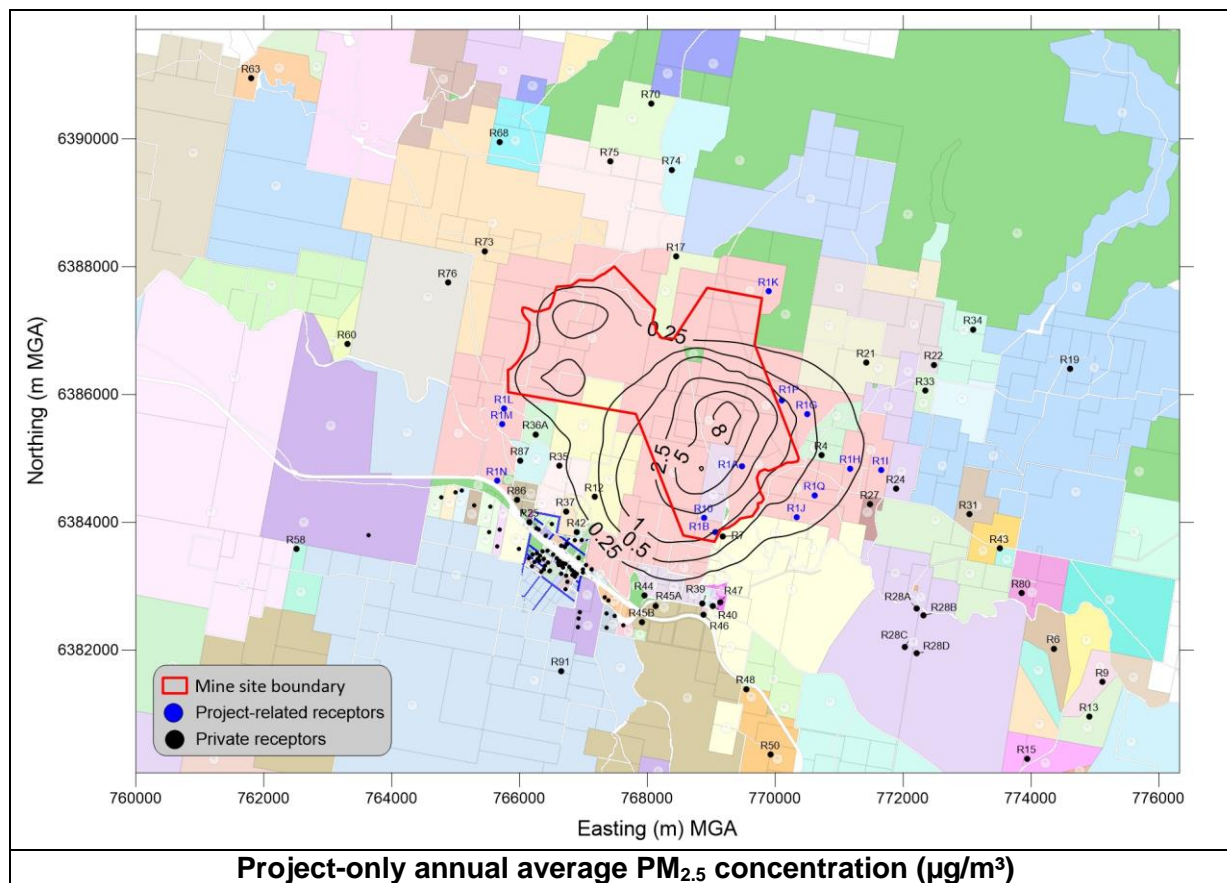 R63
R70
6390000
R68
R75
R74
R73
R17
6388000
R76
R1K
0.25
R34
R60
R21
R22
R19
6386000
R33
R1P
R1L
R1G
R1M
8
R36A
R4
5
2.5
R87
R35
R1A
R1H
R1I
R1N
R24
R86
R12
R1Q
R27
R37
R10
R1J
R31
6384000
R25
R42
R1B
1
R7
0.5
0.25
R58
R43
R44
R39
R47
R80
R45A
R40
R28A
R28B
R45B
R46
6382000
R28C
R28D
R6
R91
R9
R48
R13
R50
R15
Mine site boundary
Project-related receptors
Private receptors
760000 762000 764000 766000 768000 770000 772000 774000 776000
Northing (m MGA)
Easting (m) MGA
Project-only annual average PM2.5 concentration (µg/m³)